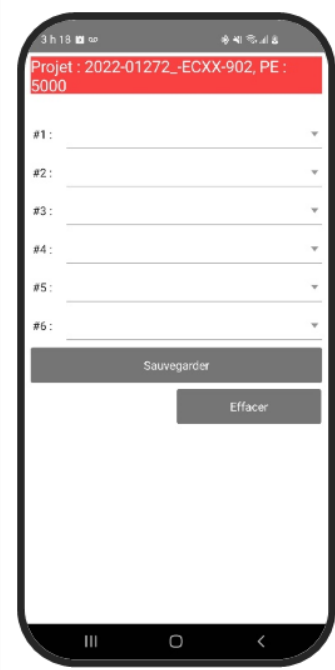 3 h 18
Projet : 2022-01272_-ECXX-902, PE :
5000
#1 :
#2 :
#3 :
#4 :
#5 :
#6 :
Sauvegarder
Effacer